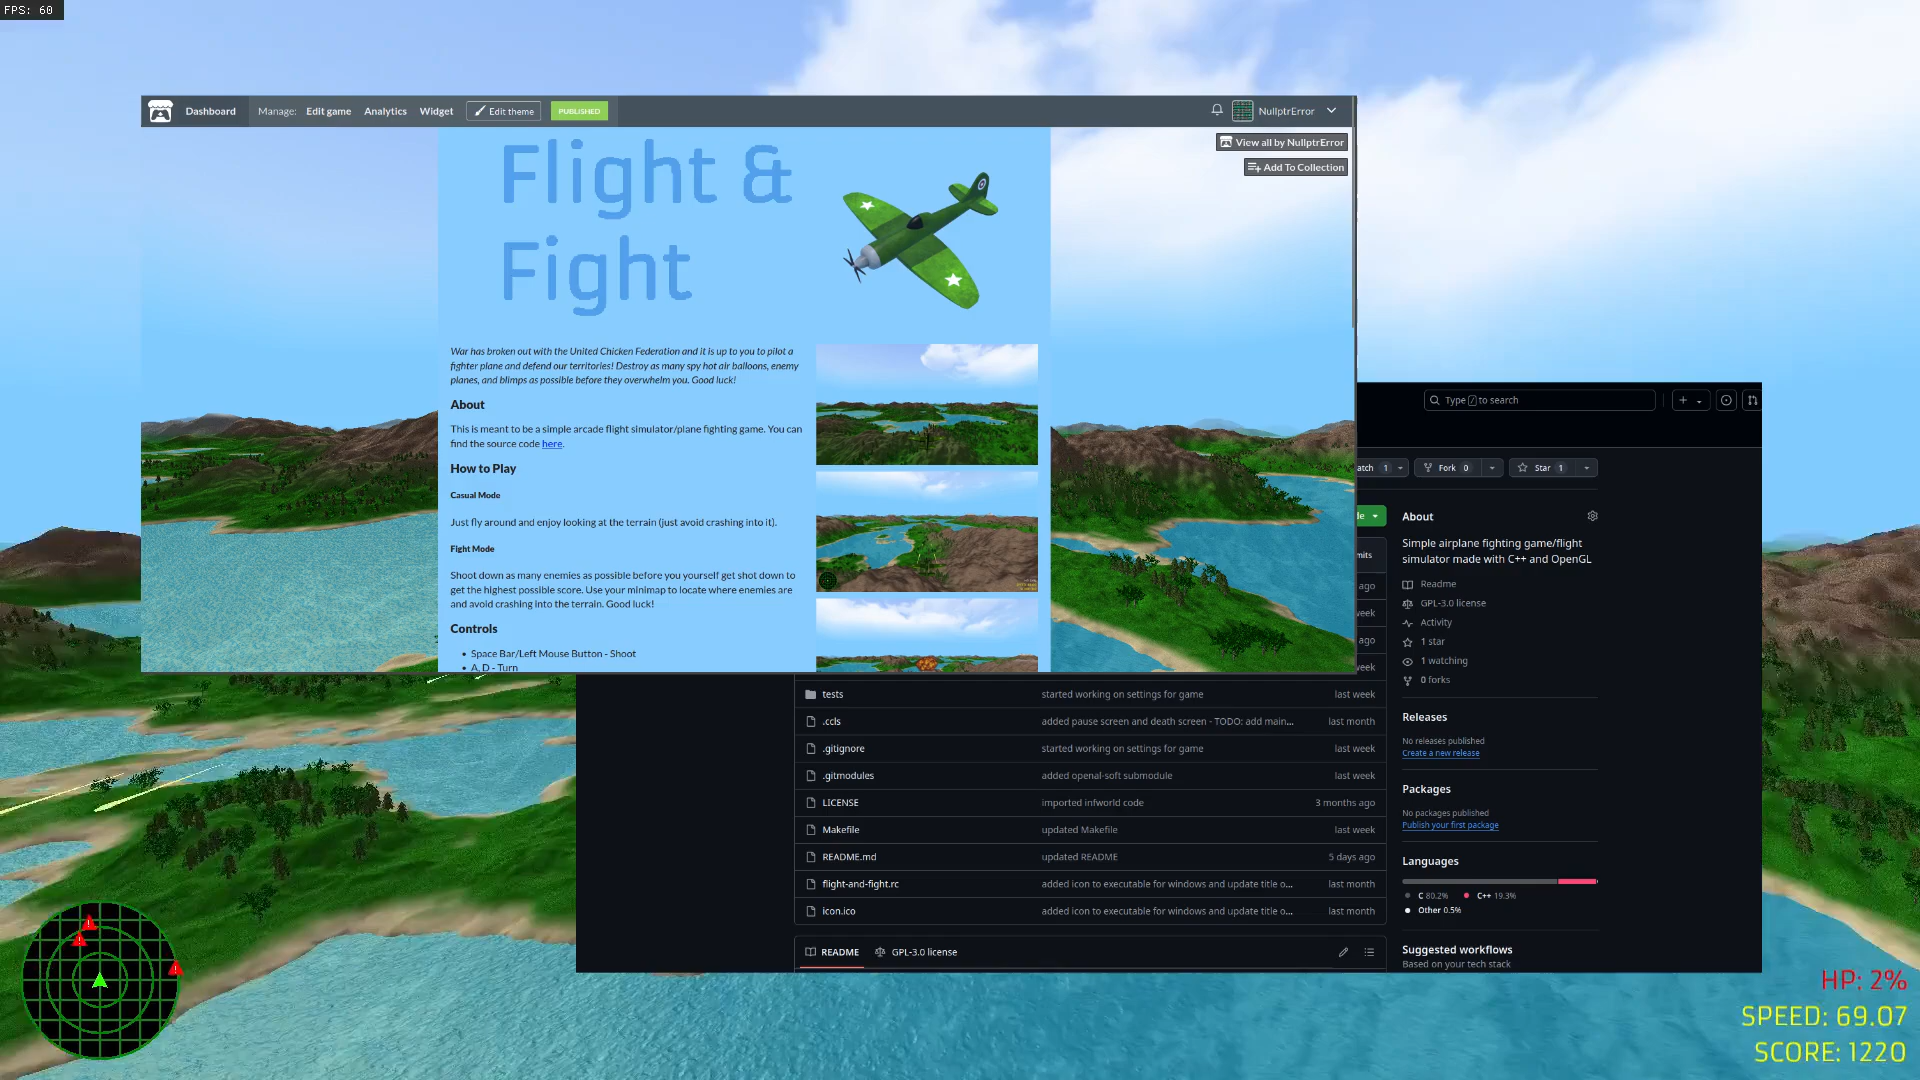 FPS: 60
Dashboard
Manage: Edit game Analytics Widget Edit theme PUBLISHED
NullptrError
View all by NullptrError
Add To Collection
Flight &
Fight
War has broken out with the United Chicken Federation and it is up to you to pilot a
fighter plane and defend our territories! Destroy as many spy hot air balloons, enemy
planes, and blimps as possible before they overwhelm you. Good luck!
About
This is meant to be a simple arcade flight simulator/plane fighting game. You can
find the source code here.
How to Play
Casual Mode
Just fly around and enjoy looking at the terrain (just avoid crashing into it).
Fight Mode
Shoot down as many enemies as possible before you yourself get shot down to
get the highest possible score. Use your minimap to locate where enemies are
and avoid crashing into the terrain. Good luck!
Controls
• Space Bar/Left Mouse Button - Shoot
• A, D - Turn
Type / to search
atch 1
Fork 0
Star 1
de
mits
ago
week
ago
week
tests started working on settings for game last week
.ccls added pause screen and death screen - TODO: add main... last month
.gitignore started working on settings for game last week
.gitmodules added openal-soft submodule last week
LICENSE imported infworld code 3 months ago
Makefile updated Makefile last week
README.md updated README 5 days ago
flight-and-fight.rc added icon to executable for windows and update title o... last month
icon.ico added icon to executable for windows and update title o... last month
README GPL-3.0 license
About
Simple airplane fighting game/flight
simulator made with C++ and OpenGL
Readme
GPL-3.0 license
Activity
1 star
1 watching
0 forks
Releases
No releases published
Create a new release
Packages
No packages published
Publish your first package
Languages
C 80.2% C++ 19.3%
Other 0.5%
Suggested workflows
Based on your tech stack
HP: 2%
SPEED: 69.07
SCORE: 1220